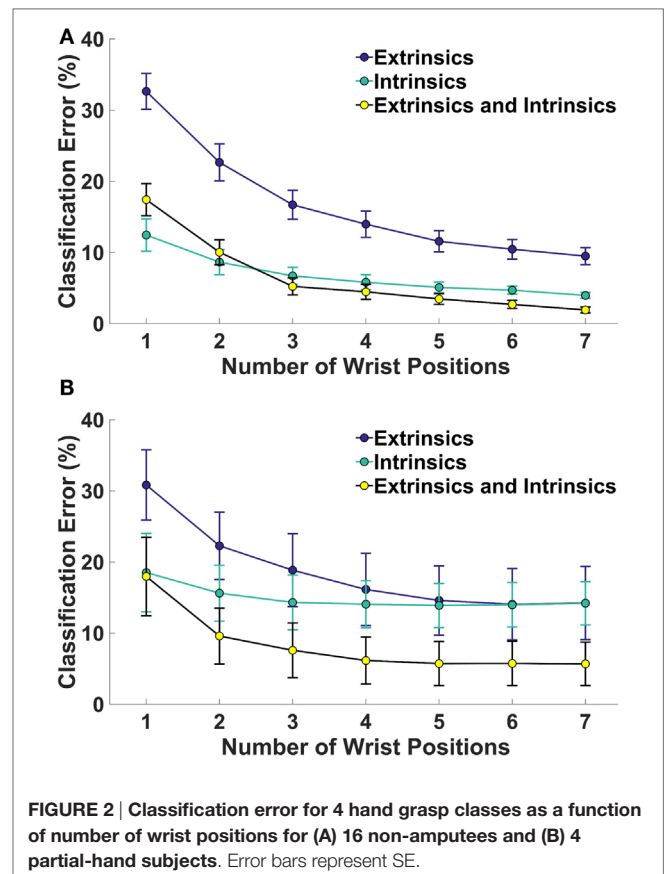 A
40
30
20
10
0
Classification Error (%)
Extrinsics
Intrinsics
Extrinsics and Intrinsics
1 2 3 4 5 6 7
Number of Wrist Positions
B
40
30
20
10
0
Classification Error (%)
Extrinsics
Intrinsics
Extrinsics and Intrinsics
1 2 3 4 5 6 7
Number of Wrist Positions
FIGURE 2 | Classification error for 4 hand grasp classes as a function
of number of wrist positions for (A) 16 non-amputees and (B) 4
partial-hand subjects. Error bars represent SE.